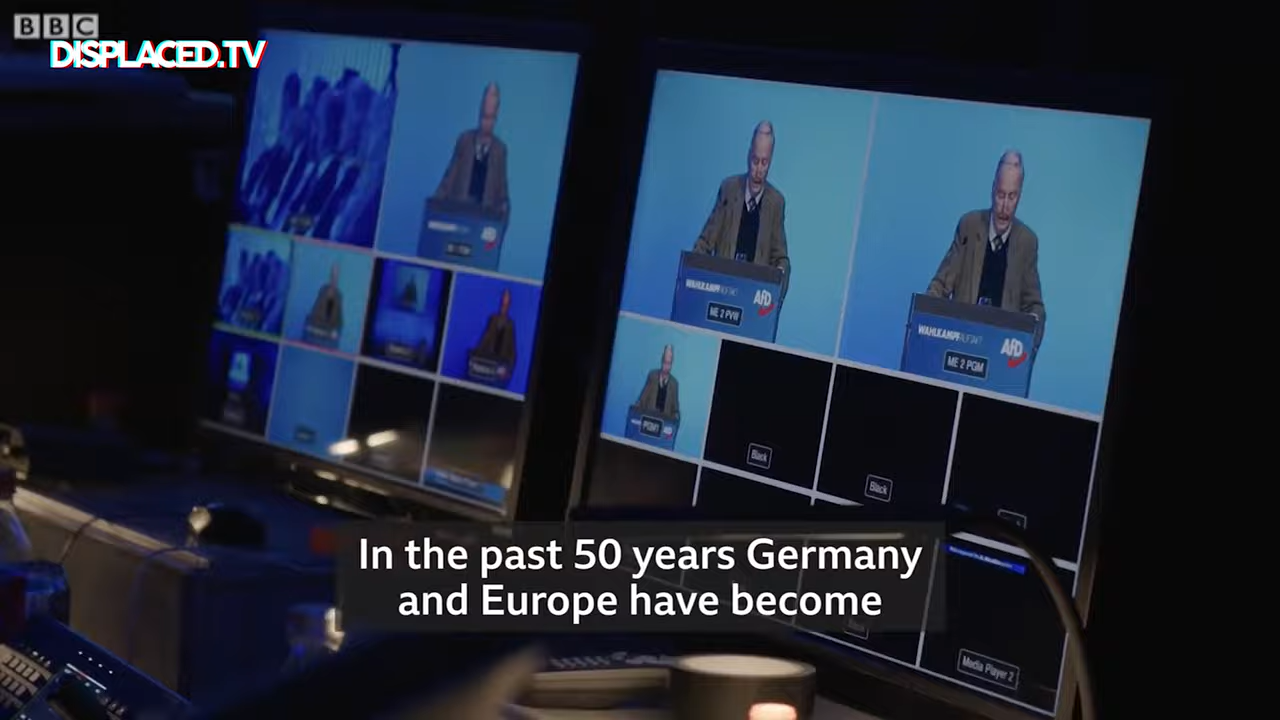 BBC
DISPLACED.TV
WAHLKAMPFAUFTAKT
AfD
ME 2 PVW
WAHLKAMPFAUFTAKT
AfD
ME 2 PGM
PGM1
Black
Black
Media Player 2
In the past 50 years Germany
and Europe have become